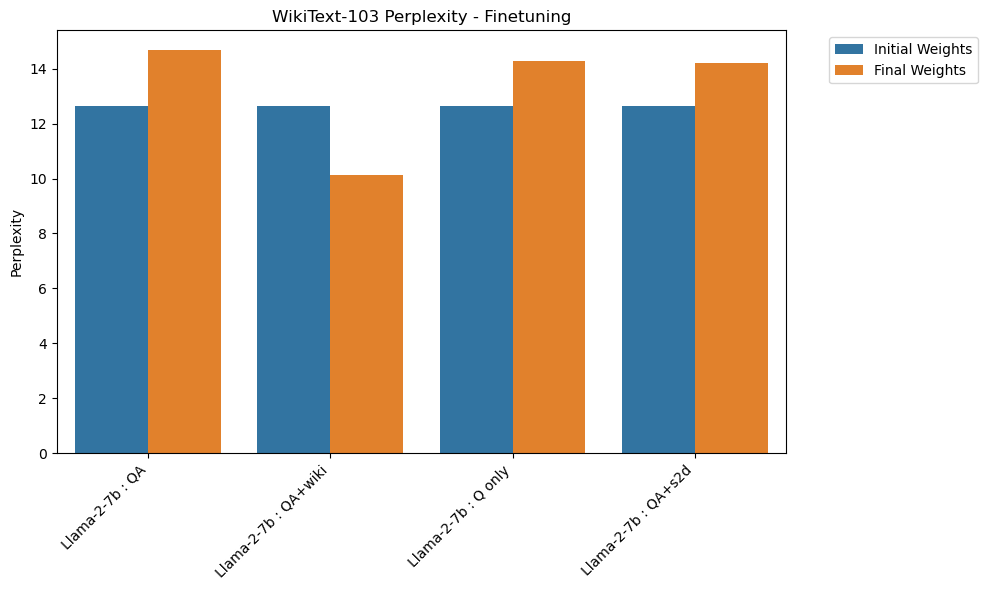 WikiText-103 Perplexity - Finetuning
Initial Weights
Final Weights
Perplexity
14
12
10
8
6
4
2
0
Llama-2-7b : QA
Llama-2-7b : QA+wiki
Llama-2-7b : Q only
Llama-2-7b : QA+s2d